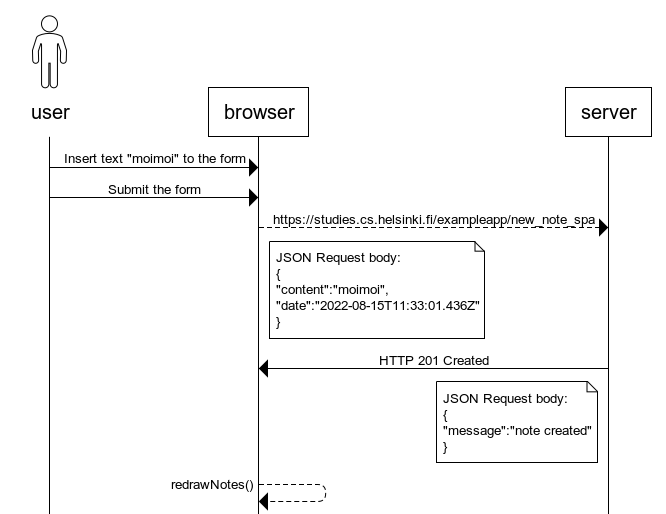 user
browser
server
Insert text "moimoi" to the form
Submit the form
https://studies.cs.helsinki.fi/exampleapp/new_note_spa
JSON Request body:
{
"content":"moimoi",
"date":"2022-08-15T11:33:01.436Z"
}
HTTP 201 Created
JSON Request body:
{
"message":"note created"
}
redrawNotes()